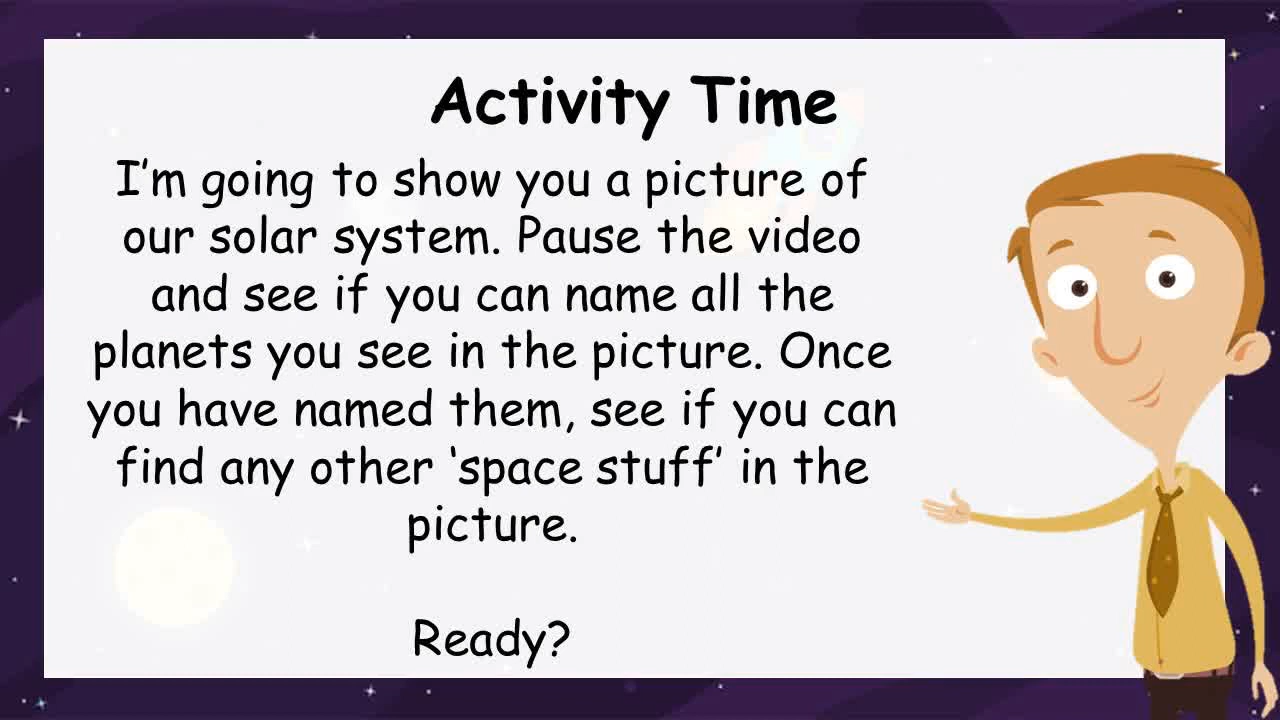 Activity Time
I’m going to show you a picture of
our solar system. Pause the video
and see if you can name all the
planets you see in the picture. Once
you have named them, see if you can
find any other ‘space stuff’ in the
picture.
Ready?